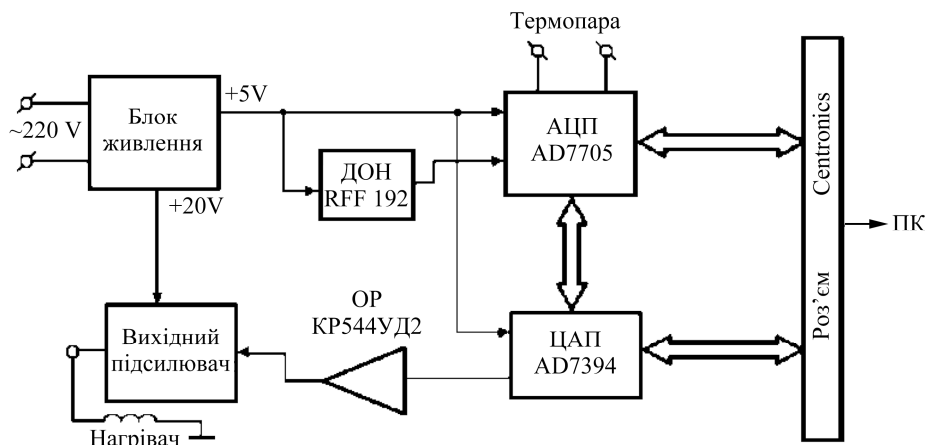 Термопара
~220 V
Блок
живлення
+5V
АЦП
AD7705
ДОН
RFF 192
+20V
Centronics
Роз’єм
ПК
ОР
КР544УД2
Вихідний
підсилювач
ЦАП
AD7394
Нагрівач